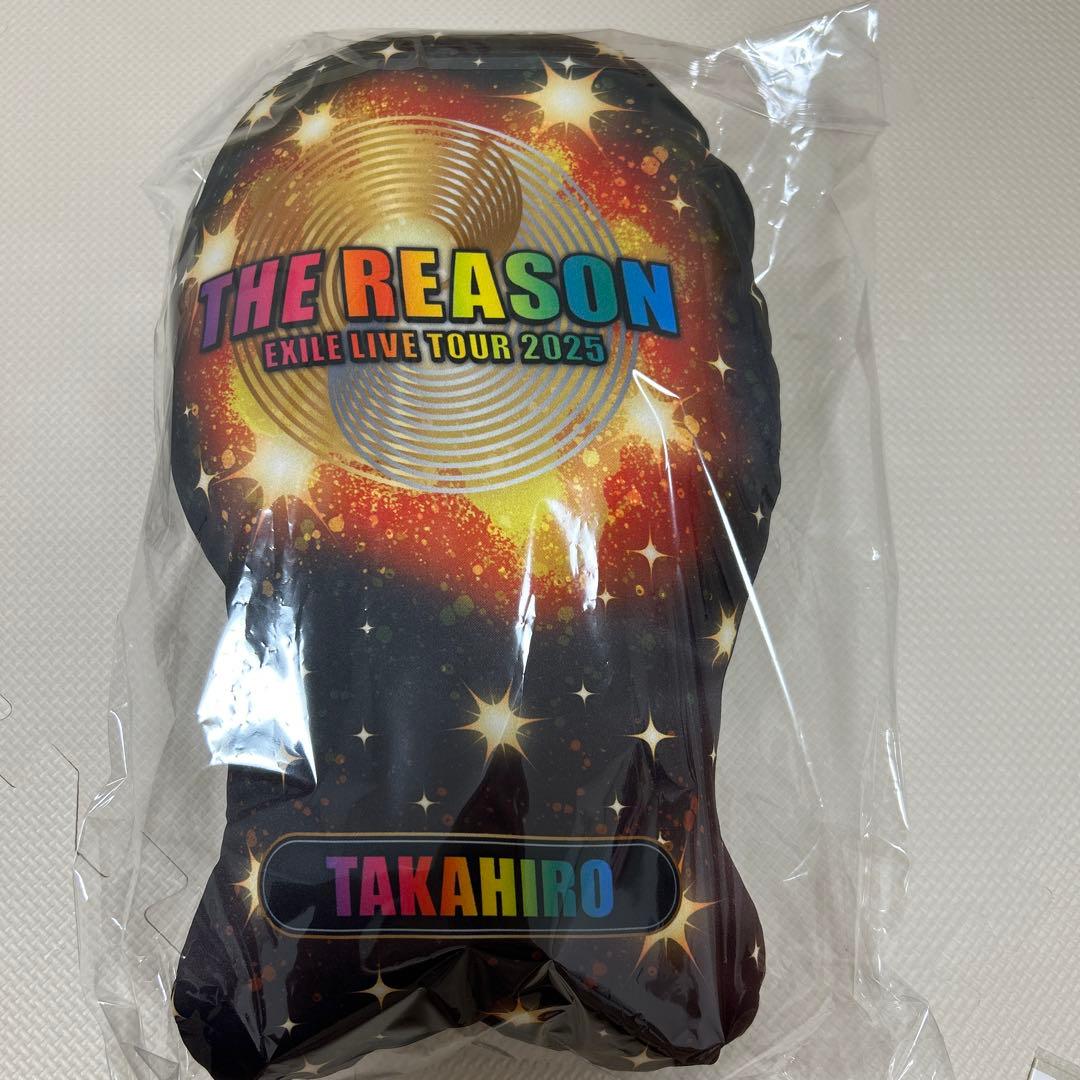 THE REASON
EXILE LIVE TOUR 2025
TAKAHIRO